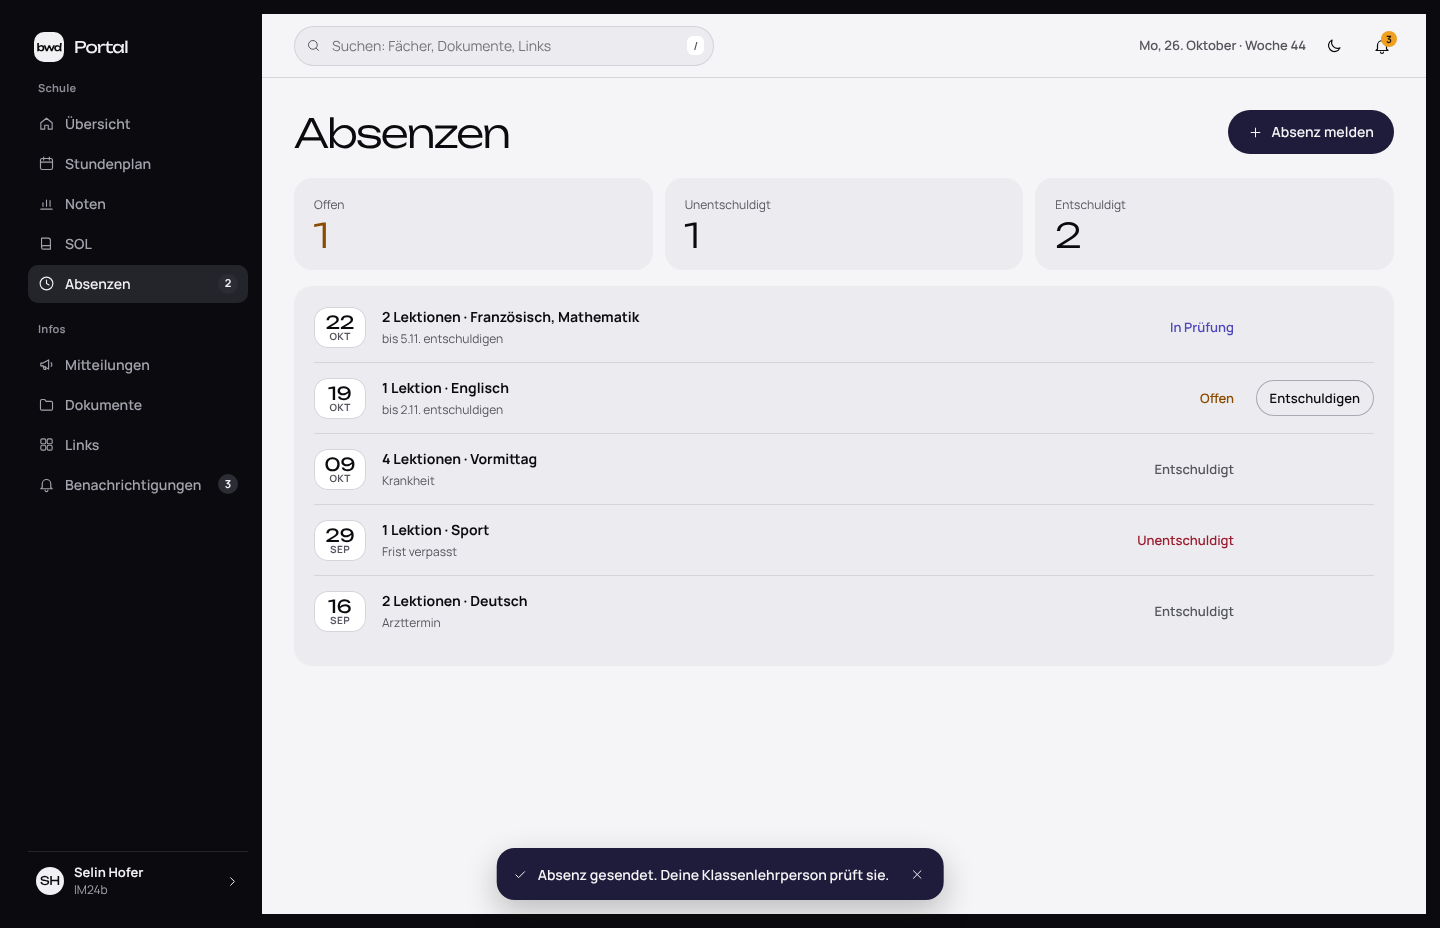 bwd Portal
Schule
Übersicht
Stundenplan
Noten
SOL
Absenzen 2
Infos
Mitteilungen
Dokumente
Links
Benachrichtigungen 3
SH Selin Hofer
IM24b
Suchen: Fächer, Dokumente, Links /
Mo, 26. Oktober · Woche 44
3
Absenzen
Absenz melden
Offen
1
Unentschuldigt
1
Entschuldigt
2
22 OKT
2 Lektionen · Französisch, Mathematik
bis 5.11. entschuldigen
In Prüfung
19 OKT
1 Lektion · Englisch
bis 2.11. entschuldigen
Offen
Entschuldigen
09 OKT
4 Lektionen · Vormittag
Krankheit
Entschuldigt
29 SEP
1 Lektion · Sport
Frist verpasst
Unentschuldigt
16 SEP
2 Lektionen · Deutsch
Arzttermin
Entschuldigt
Absenz gesendet. Deine Klassenlehrperson prüft sie.